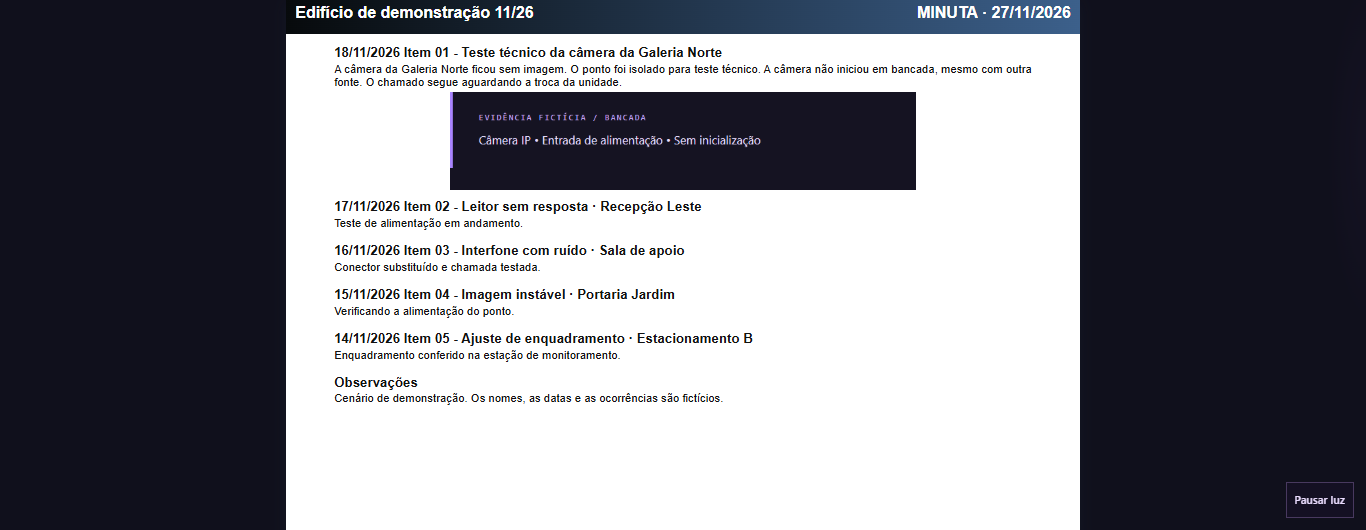 Edifício de demonstração 11/26
MINUTA · 27/11/2026
18/11/2026 Item 01 - Teste técnico da câmera da Galeria Norte
A câmera da Galeria Norte ficou sem imagem. O ponto foi isolado para teste técnico. A câmera não iniciou em bancada, mesmo com outra
fonte. O chamado segue aguardando a troca da unidade.
EVIDÊNCIA FICTÍCIA / BANCADA
Câmera IP • Entrada de alimentação • Sem inicialização
17/11/2026 Item 02 - Leitor sem resposta · Recepção Leste
Teste de alimentação em andamento.
16/11/2026 Item 03 - Interfone com ruído · Sala de apoio
Conector substituído e chamada testada.
15/11/2026 Item 04 - Imagem instável · Portaria Jardim
Verificando a alimentação do ponto.
14/11/2026 Item 05 - Ajuste de enquadramento · Estacionamento B
Enquadramento conferido na estação de monitoramento.
Observações
Cenário de demonstração. Os nomes, as datas e as ocorrências são fictícios.
Pausar luz